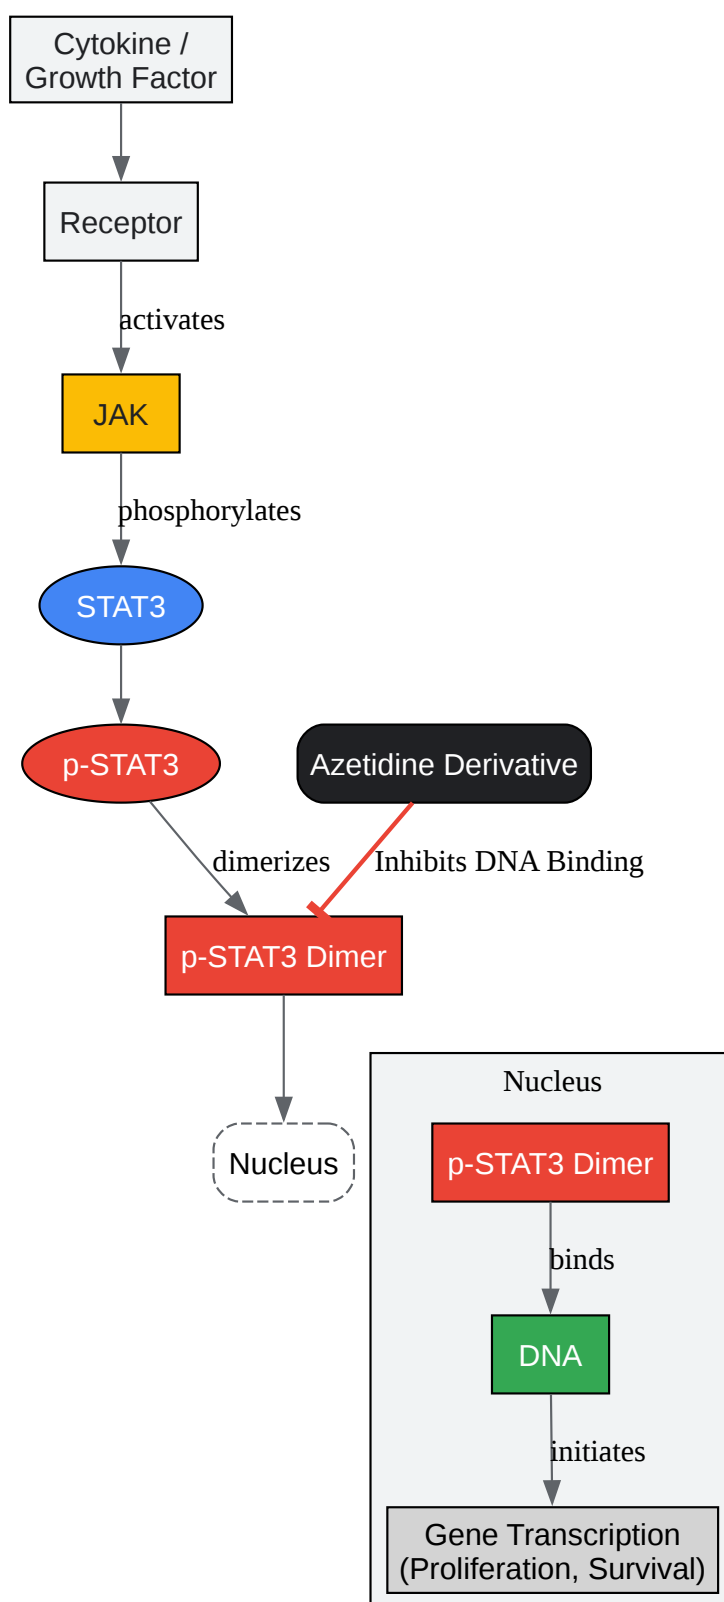 Cytokine /
Growth Factor
Receptor
activates
JAK
phosphorylates
STAT3
p-STAT3
Azetidine Derivative
dimerizes
Inhibits DNA Binding
p-STAT3 Dimer
Nucleus
Nucleus
p-STAT3 Dimer
binds
DNA
initiates
Gene Transcription
(Proliferation, Survival)